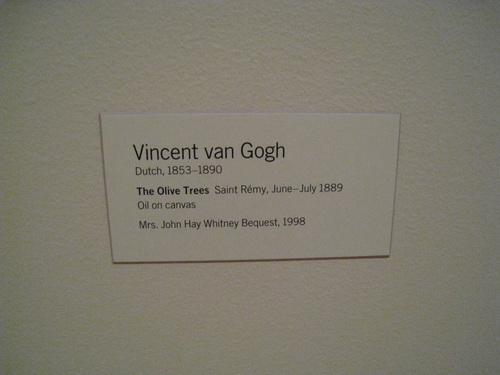 Vincent van Gogh
Dutch, 1853–1890
The Olive Trees Saint Rémy, June–July 1889
Oil on canvas
Mrs. John Hay Whitney Bequest, 1998